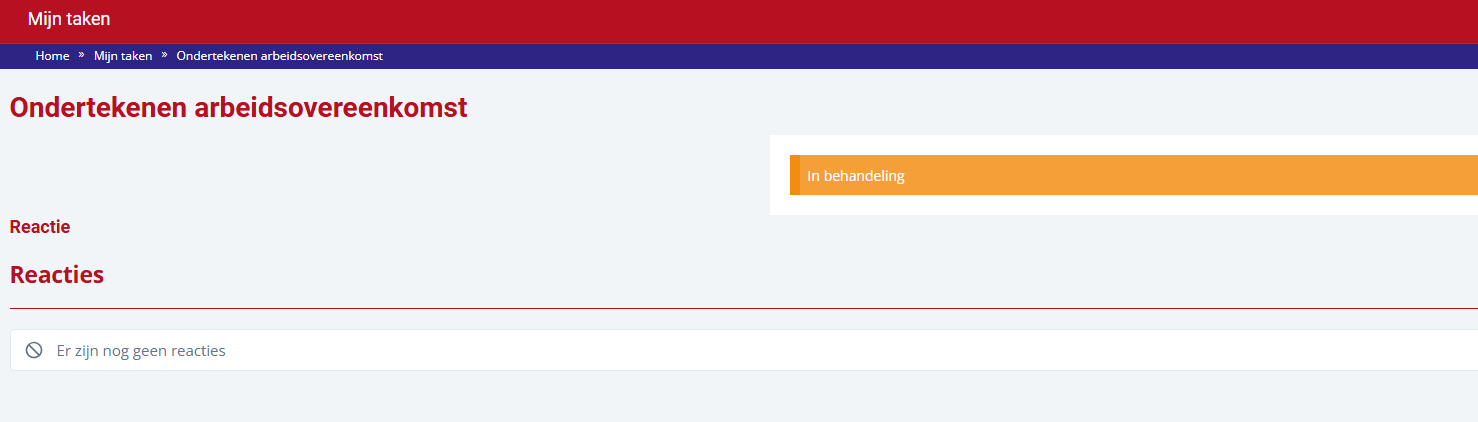 Mijn taken
Home » Mijn taken » Ondertekenen arbeidsovereenkomst
Ondertekenen arbeidsovereenkomst
In behandeling
Reactie
Reacties
Er zijn nog geen reacties